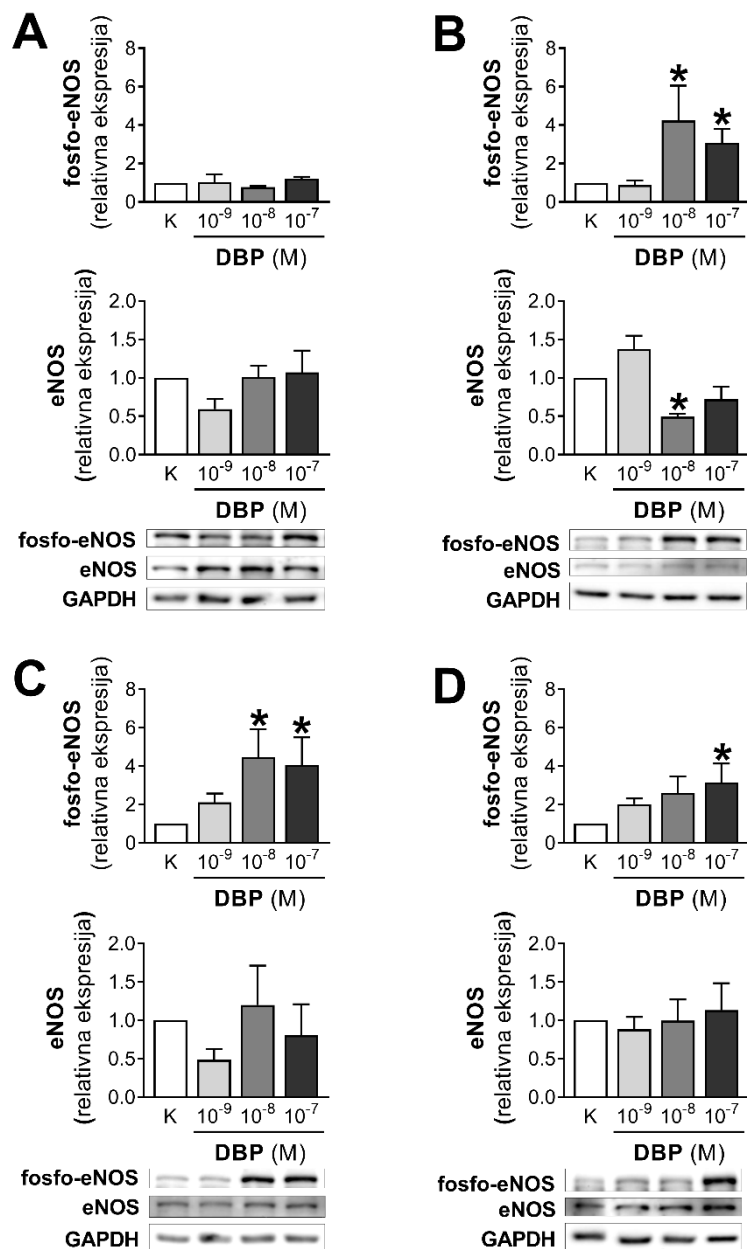 A
fosfo-eNOS
(relativna ekspresija)
8
6
4
2
0
*
K 10⁻⁹ 10⁻⁸ 10⁻⁷
DBP (M)
eNOS
(relativna ekspresija)
2.0
1.5
1.0
0.5
0.0
K 10⁻⁹ 10⁻⁸ 10⁻⁷
DBP (M)
fosfo-eNOS
eNOS
GAPDH
B
fosfo-eNOS
(relativna ekspresija)
8
6
4
2
0
* *
K 10⁻⁹ 10⁻⁸ 10⁻⁷
DBP (M)
eNOS
(relativna ekspresija)
2.0
1.5
1.0
0.5
0.0
*
K 10⁻⁹ 10⁻⁸ 10⁻⁷
DBP (M)
fosfo-eNOS
eNOS
GAPDH
C
fosfo-eNOS
(relativna ekspresija)
8
6
4
2
0
* *
K 10⁻⁹ 10⁻⁸ 10⁻⁷
DBP (M)
eNOS
(relativna ekspresija)
2.0
1.5
1.0
0.5
0.0
K 10⁻⁹ 10⁻⁸ 10⁻⁷
DBP (M)
fosfo-eNOS
eNOS
GAPDH
D
fosfo-eNOS
(relativna ekspresija)
8
6
4
2
0
*
K 10⁻⁹ 10⁻⁸ 10⁻⁷
DBP (M)
eNOS
(relativna ekspresija)
2.0
1.5
1.0
0.5
0.0
K 10⁻⁹ 10⁻⁸ 10⁻⁷
DBP (M)
fosfo-eNOS
eNOS
GAPDH